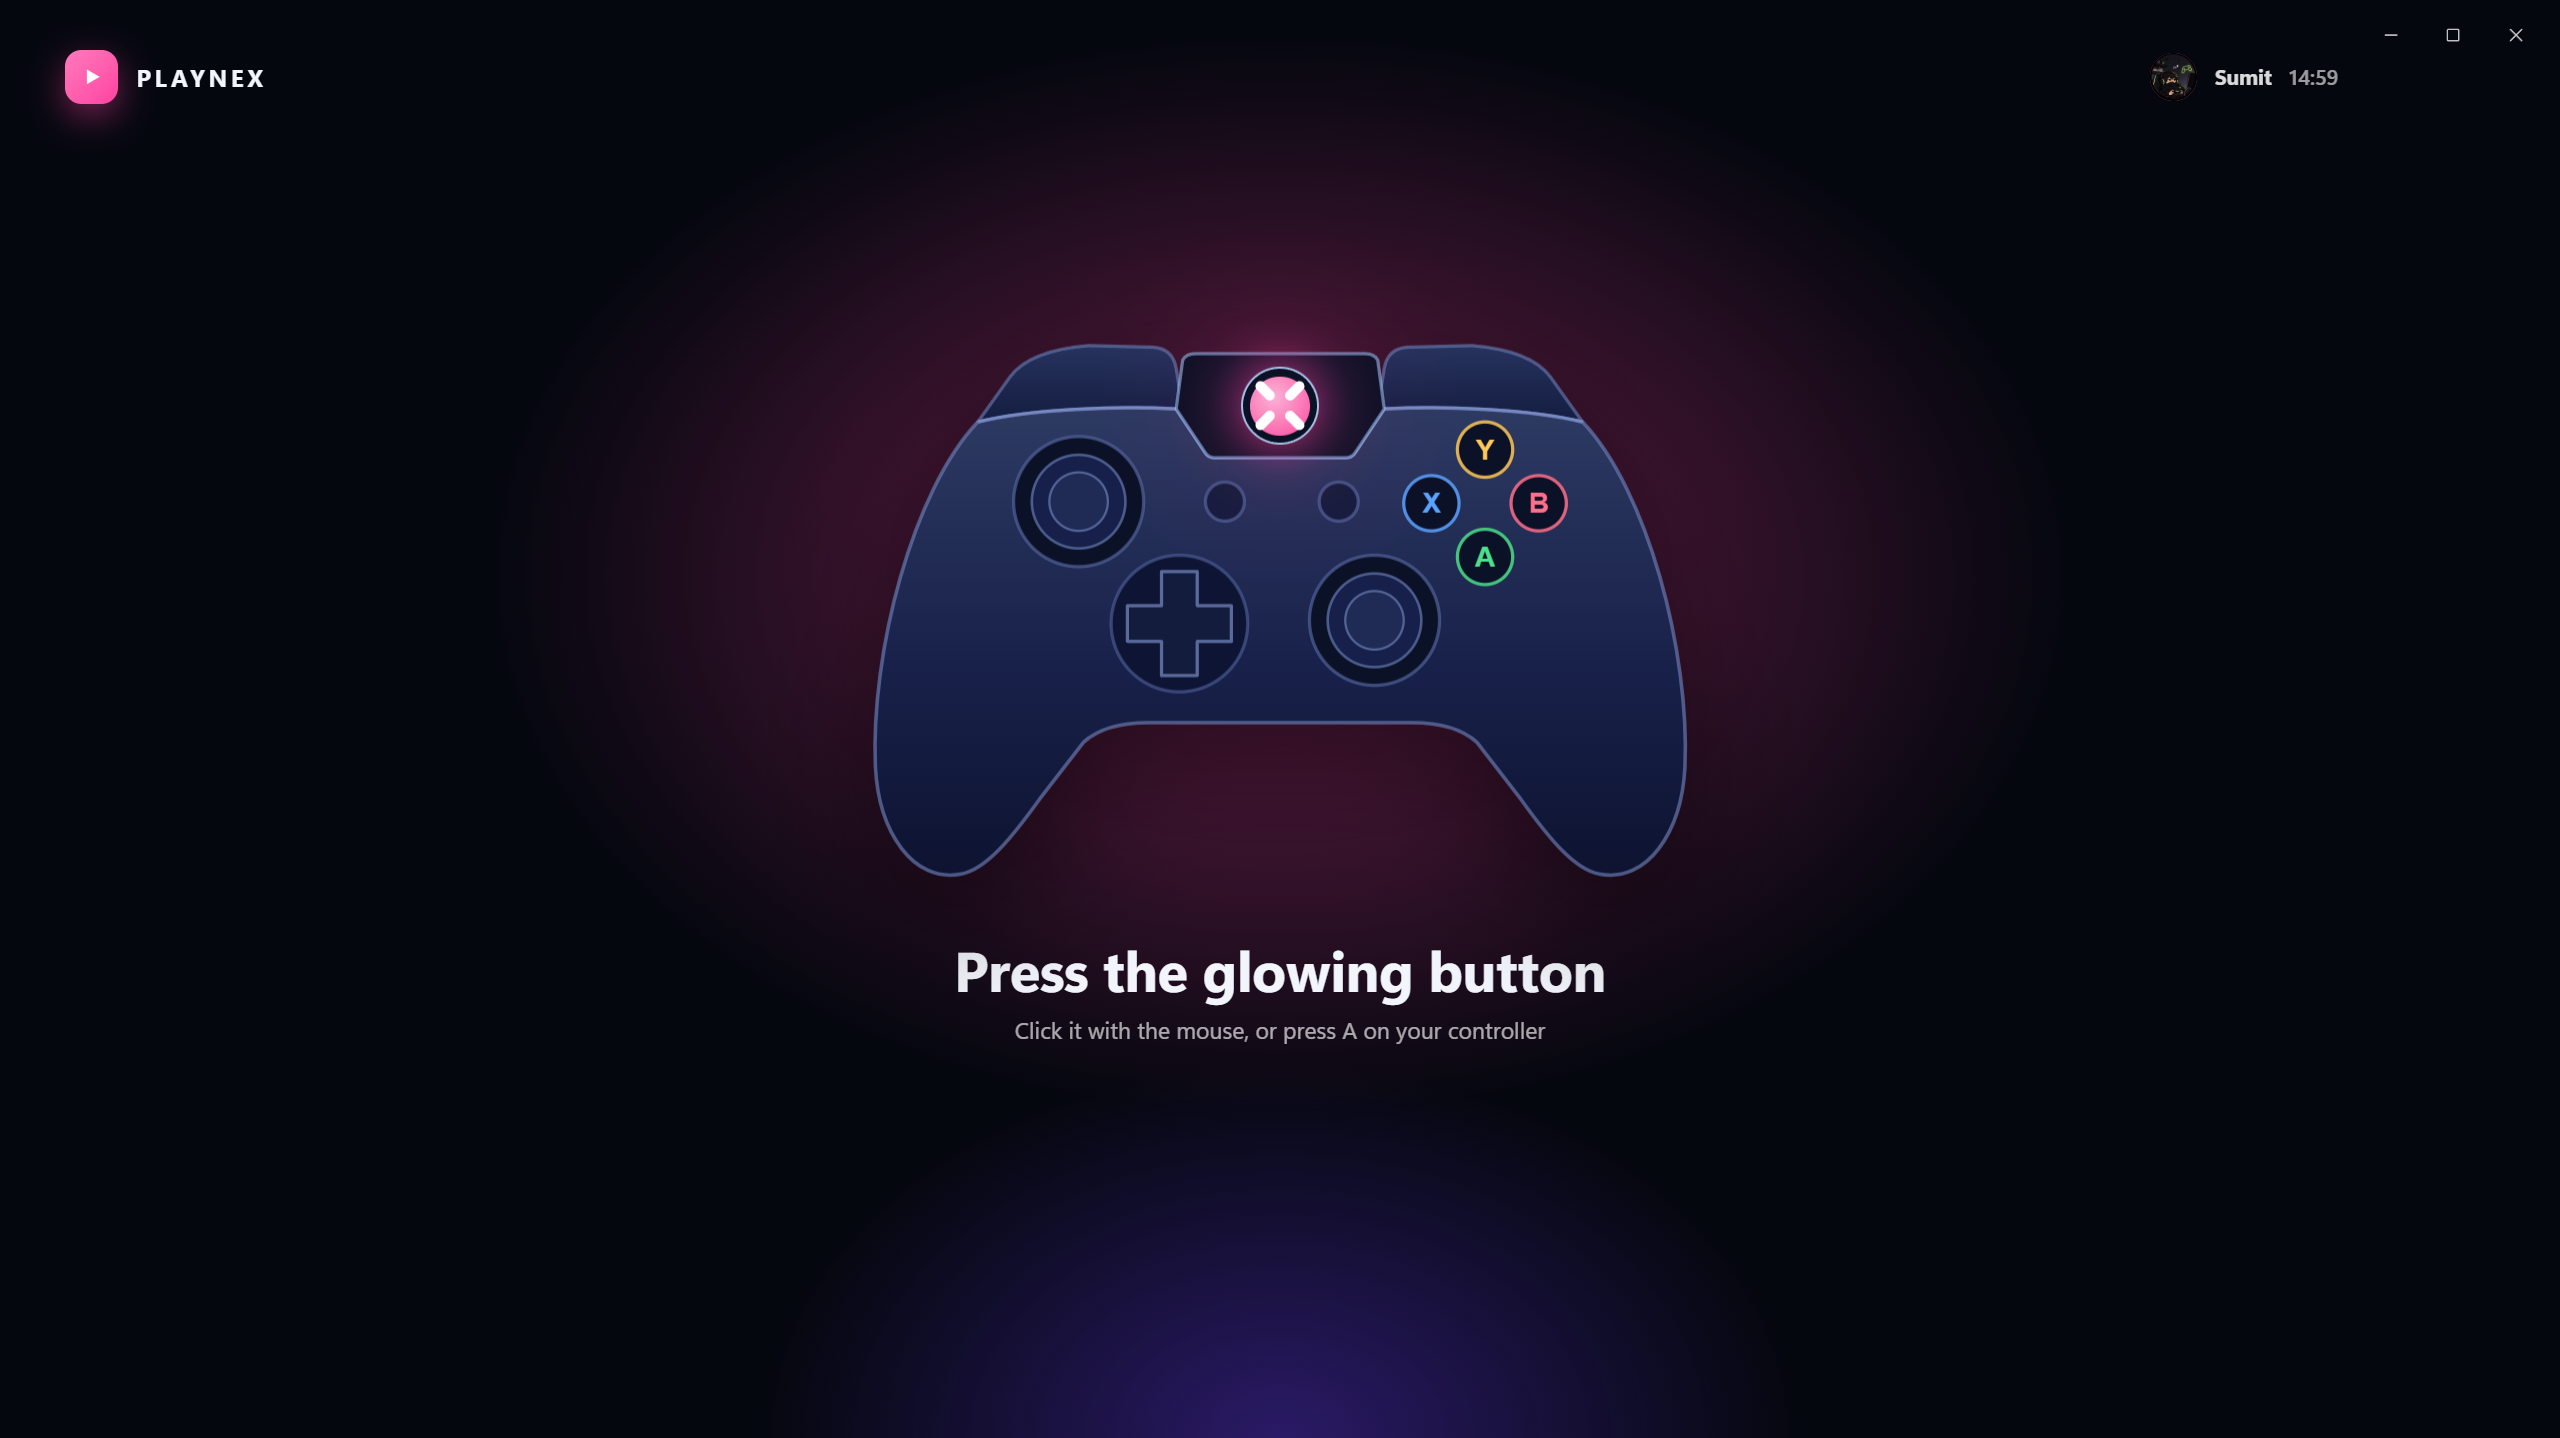 PLAYNEX
Sumit 14:59
Y
X B
A
Press the glowing button
Click it with the mouse, or press A on your controller